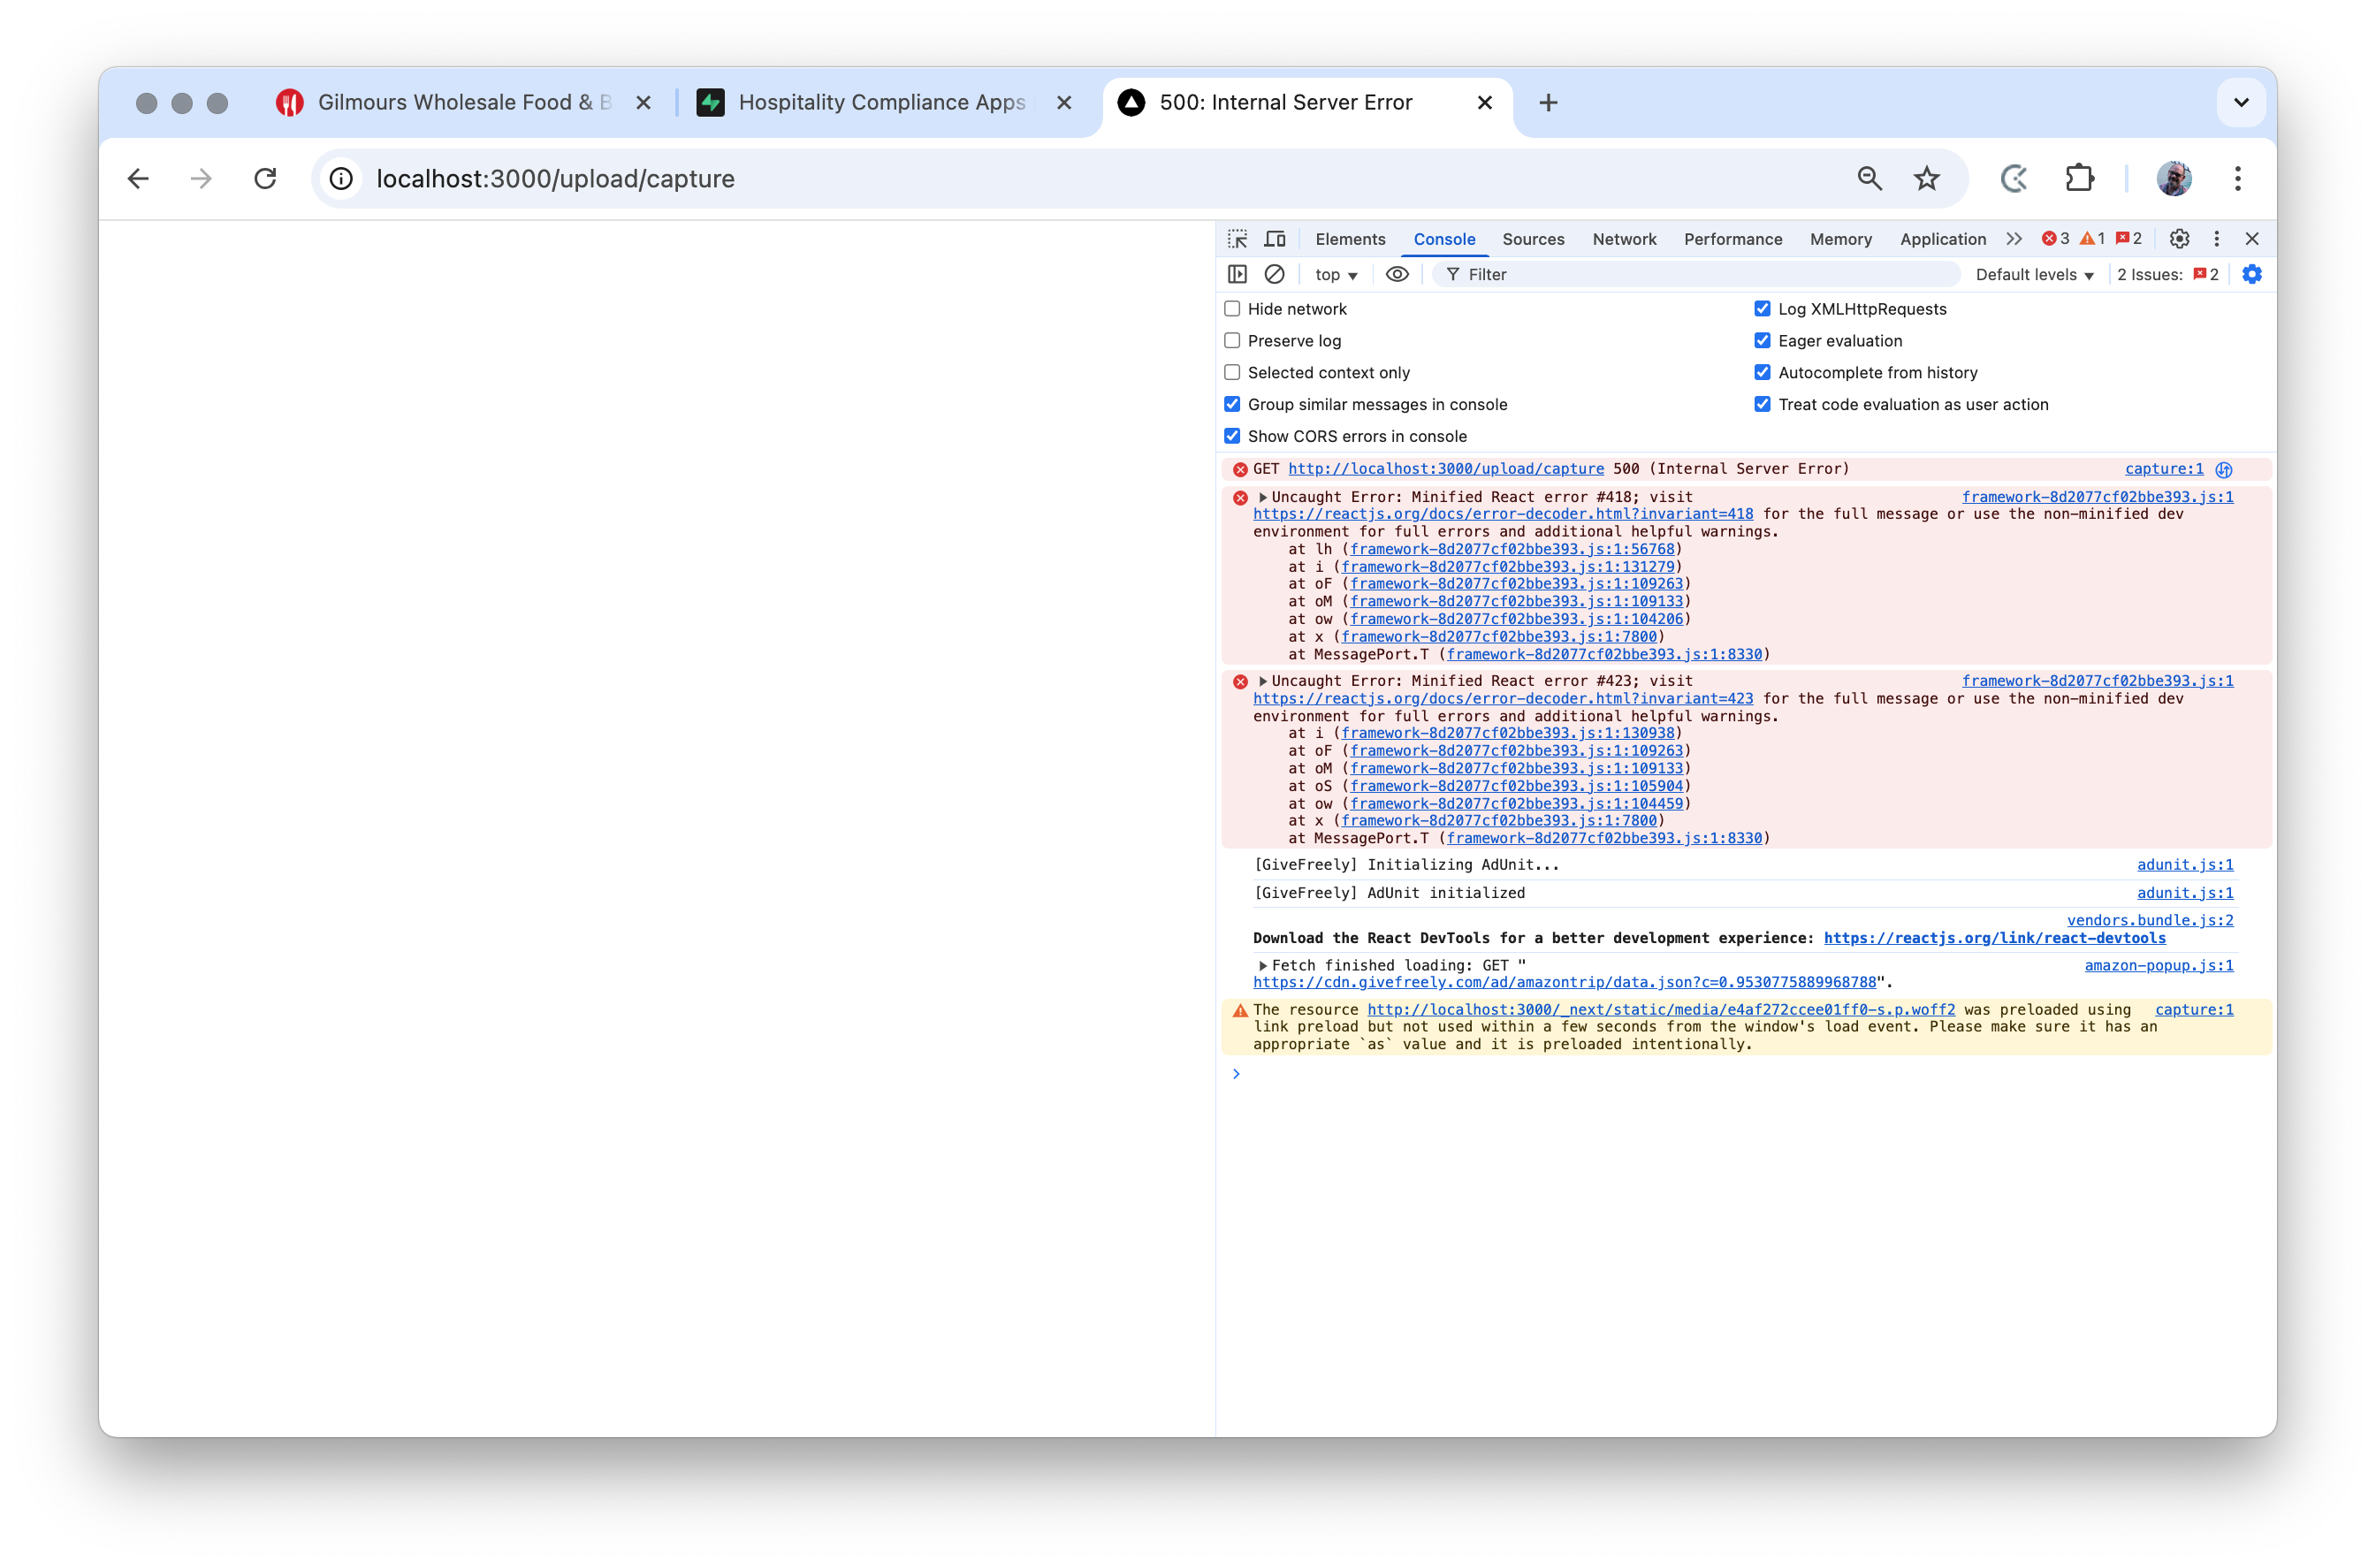 Gilmours Wholesale Food & B
Hospitality Compliance Apps
500: Internal Server Error
localhost:3000/upload/capture
Elements Console Sources Network Performance Memory Application 3 1 2
top Filter Default levels 2 Issues: 2
Hide network Log XMLHttpRequests
Preserve log Eager evaluation
Selected context only Autocomplete from history
Group similar messages in console Treat code evaluation as user action
Show CORS errors in console
GET http://localhost:3000/upload/capture 500 (Internal Server Error) capture:1
Uncaught Error: Minified React error #418; visit framework-8d2077cf02bbe393.js:1
https://reactjs.org/docs/error-decoder.html?invariant=418 for the full message or use the non-minified dev
environment for full errors and additional helpful warnings.
at lh (framework-8d2077cf02bbe393.js:1:56768)
at i (framework-8d2077cf02bbe393.js:1:131279)
at oF (framework-8d2077cf02bbe393.js:1:109263)
at oM (framework-8d2077cf02bbe393.js:1:109133)
at ow (framework-8d2077cf02bbe393.js:1:104206)
at x (framework-8d2077cf02bbe393.js:1:7800)
at MessagePort.T (framework-8d2077cf02bbe393.js:1:8330)
Uncaught Error: Minified React error #423; visit framework-8d2077cf02bbe393.js:1
https://reactjs.org/docs/error-decoder.html?invariant=423 for the full message or use the non-minified dev
environment for full errors and additional helpful warnings.
at i (framework-8d2077cf02bbe393.js:1:130938)
at oF (framework-8d2077cf02bbe393.js:1:109263)
at oM (framework-8d2077cf02bbe393.js:1:109133)
at oS (framework-8d2077cf02bbe393.js:1:105904)
at ow (framework-8d2077cf02bbe393.js:1:104459)
at x (framework-8d2077cf02bbe393.js:1:7800)
at MessagePort.T (framework-8d2077cf02bbe393.js:1:8330)
[GiveFreely] Initializing AdUnit... adunit.js:1
[GiveFreely] AdUnit initialized adunit.js:1
vendors.bundle.js:2
Download the React DevTools for a better development experience: https://reactjs.org/link/react-devtools
Fetch finished loading: GET " amazon-popup.js:1
https://cdn.givefreely.com/ad/amazontrip/data.json?c=0.9530775889968788".
The resource http://localhost:3000/_next/static/media/e4af272ccee01ff0-s.p.woff2 was preloaded using capture:1
link preload but not used within a few seconds from the window's load event. Please make sure it has an
appropriate `as` value and it is preloaded intentionally.